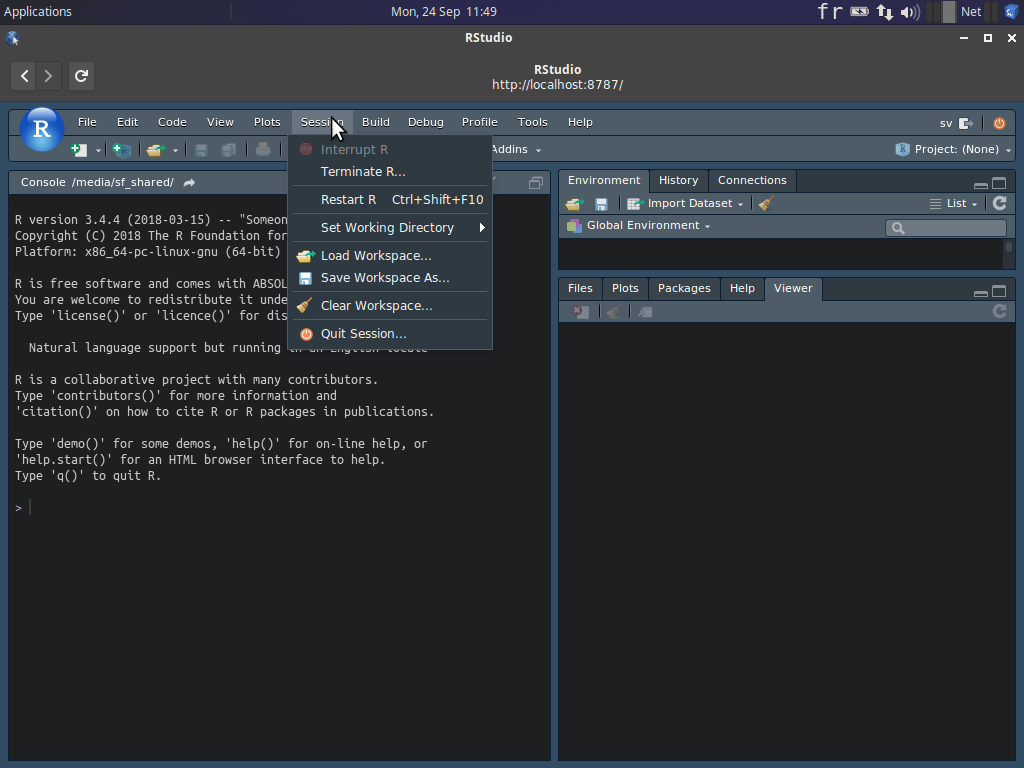 Applications
Mon, 24 Sep 11:49
fr
Net
RStudio
RStudio
http://localhost:8787/
R
File Edit Code View Plots Session Build Debug Profile Tools Help
sv
Addins
Project: (None)
Interrupt R
Terminate R...
Restart R Ctrl+Shift+F10
Set Working Directory
Load Workspace...
Save Workspace As...
Clear Workspace...
Quit Session...
Console /media/sf_shared/
R version 3.4.4 (2018-03-15) -- "Someon
Copyright (C) 2018 The R Foundation for
Platform: x86_64-pc-linux-gnu (64-bit)
R is free software and comes with ABSOL
You are welcome to redistribute it unde
Type 'license()' or 'licence()' for dis
Natural language support but running in an English locale
R is a collaborative project with many contributors.
Type 'contributors()' for more information and
'citation()' on how to cite R or R packages in publications.
Type 'demo()' for some demos, 'help()' for on-line help, or
'help.start()' for an HTML browser interface to help.
Type 'q()' to quit R.
>
Environment History Connections
Import Dataset
List
Global Environment
Files Plots Packages Help Viewer